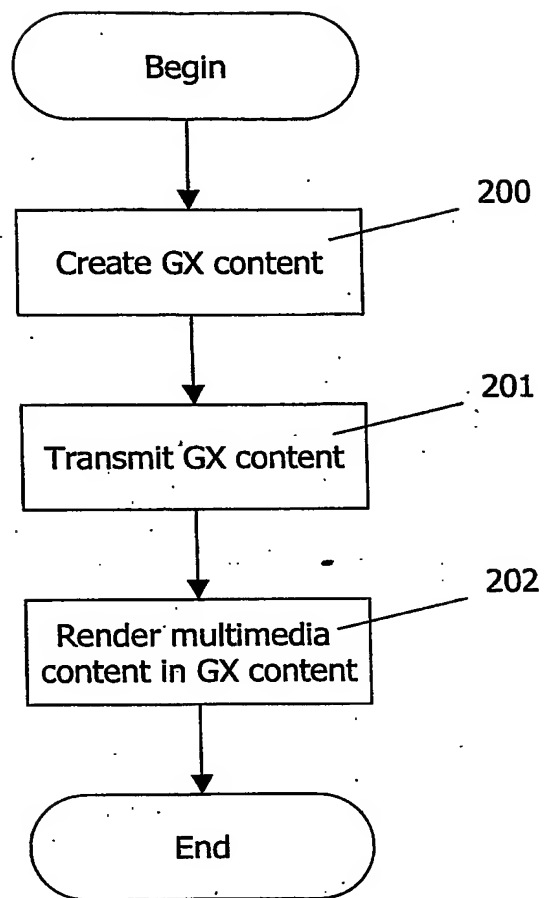 Begin
200
Create GX content
201
Transmit GX content
202
Render multimedia
content in GX content
End